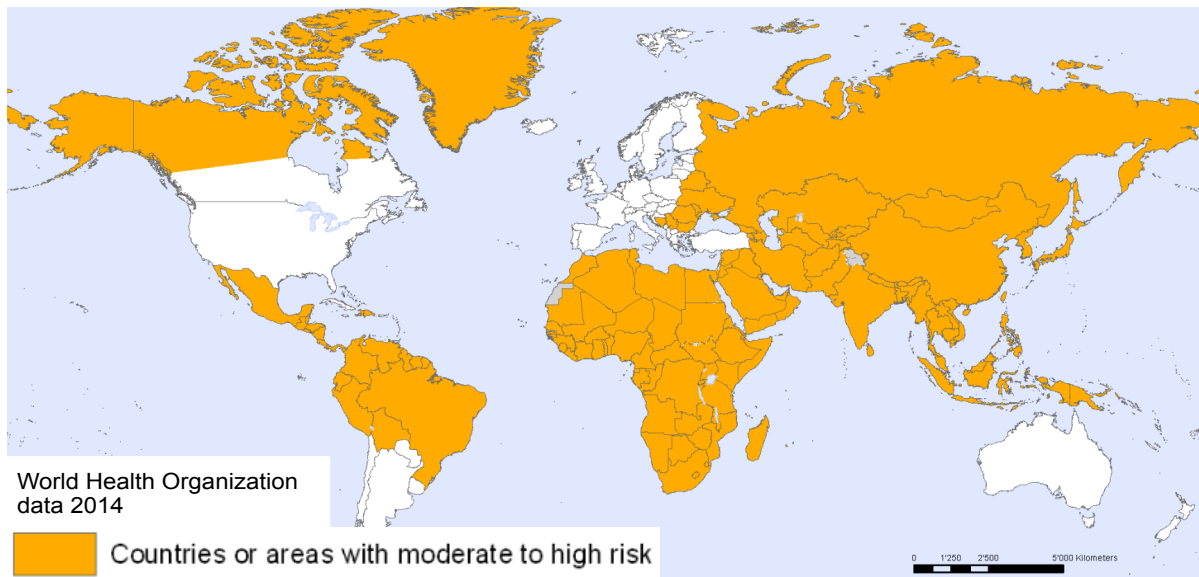 World Health Organization
data 2014
Countries or areas with moderate to high risk
0 1'250 2'500 5'000 Kilometers